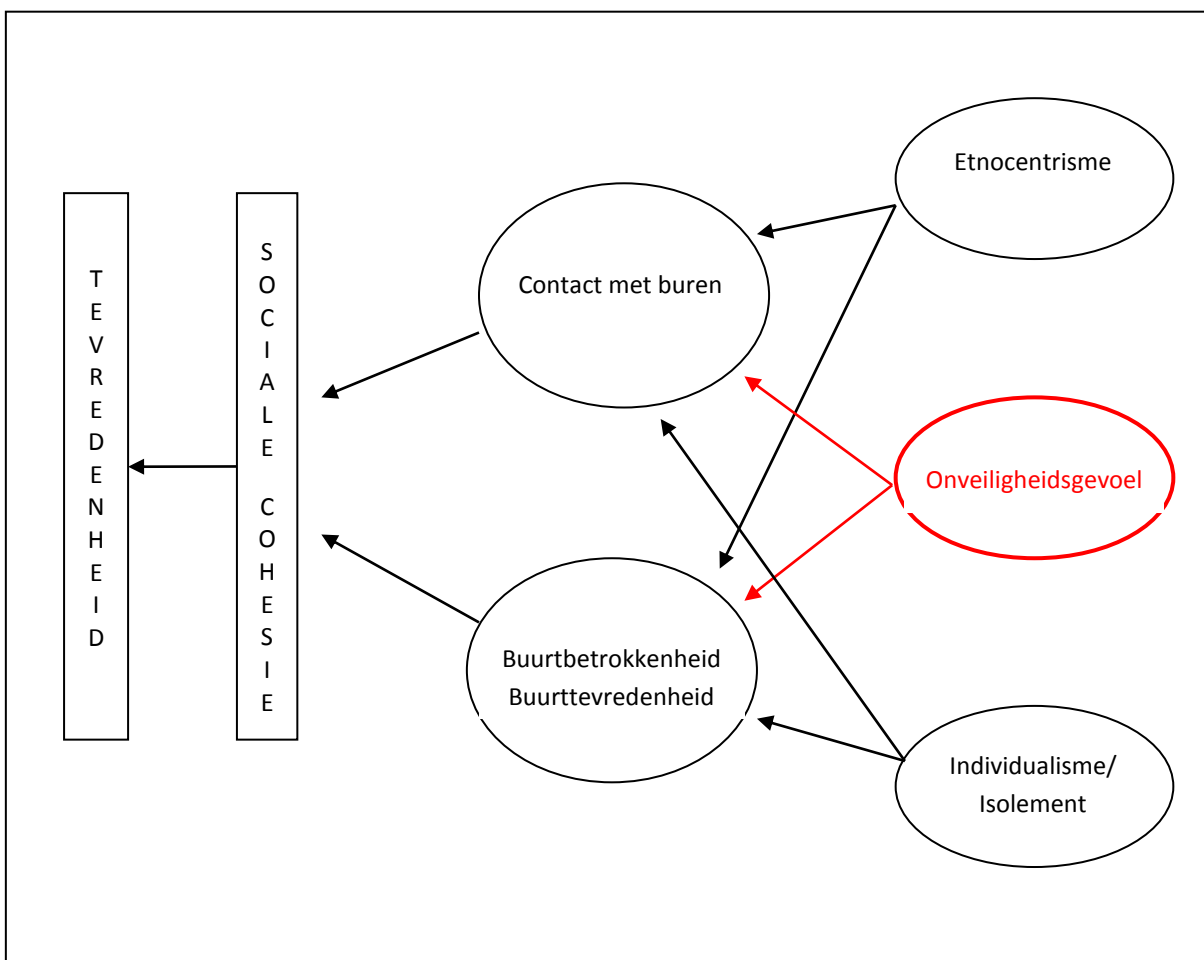 TEVREDENHEID
SOCIALE COHESIE
Contact met buren
Buurtbetrokkenheid
Buurttevredenheid
Etnocentrisme
Onveiligheidsgevoel
Individualisme/
Isolement